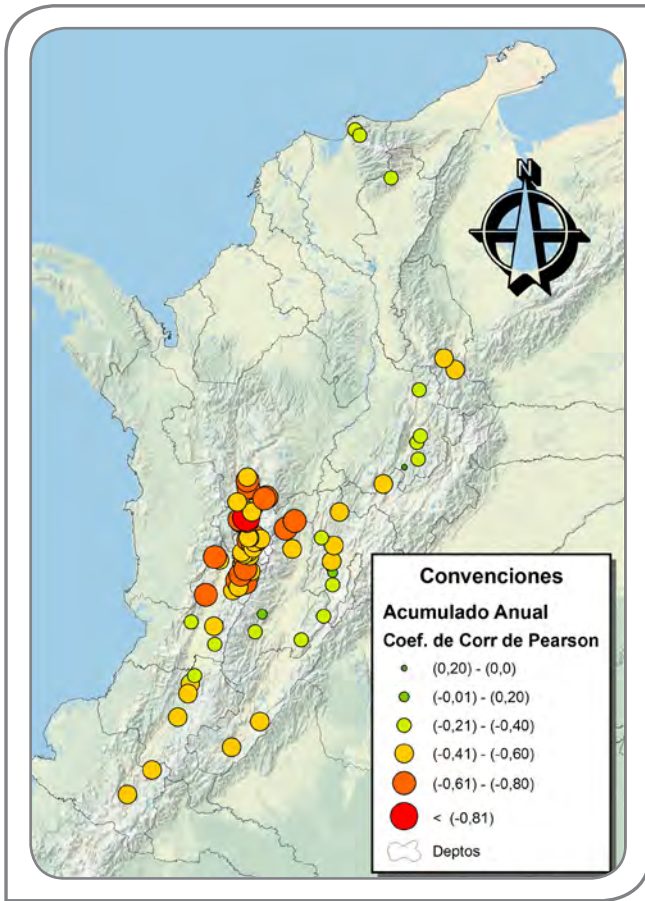 N
Convenciones
Acumulado Anual
Coef. de Corr de Pearson
(0,20) - (0,0)
(-0,01) - (0,20)
(-0,21) - (-0,40)
(-0,41) - (-0,60)
(-0,61) - (-0,80)
< (-0,81)
Deptos